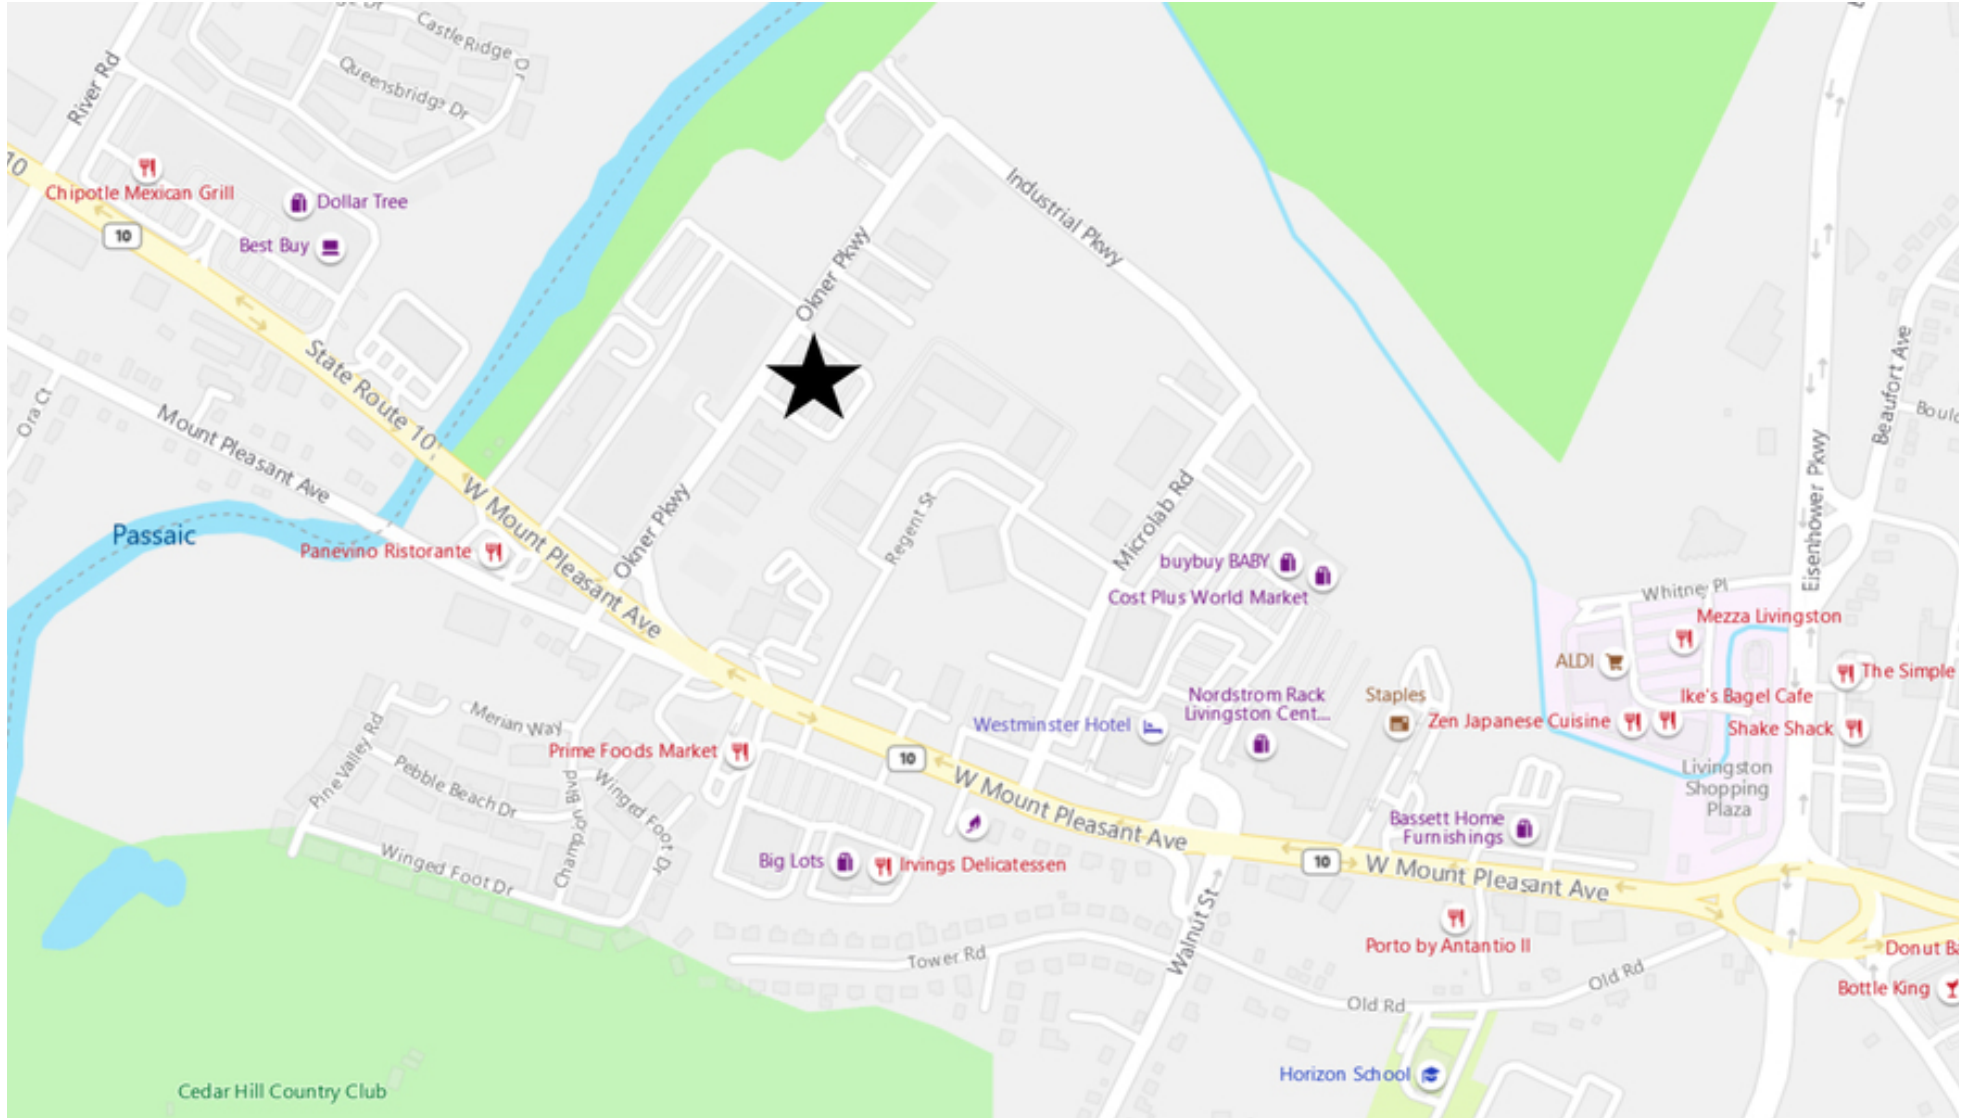 Castle Ridge Dr
Queensbridge Dr
River Rd
10
Chipotle Mexican Grill
Dollar Tree
10
Best Buy
Industrial Pkwy
Okner Pkwy
State Route 10
Ora Ct
Mount Pleasant Ave
Beaufort Ave
Eisenhower Pkwy
Passaic
Panevino Ristorante
W Mount Pleasant Ave
Okner Pkwy
Regent St
Microlab Rd
buybuy BABY
Cost Plus World Market
Whitney Pl
Mezza Livingston
ALDI
The Simple
Ike's Bagel Cafe
Nordstrom Rack
Livingston Cent...
Staples
Zen Japanese Cuisine
Shake Shack
Westminster Hotel
Merian Way
Pine Valley Rd
Prime Foods Market
Pebble Beach Dr
Champion Blvd
Winged Foot Dr
10
W Mount Pleasant Ave
Livingston
Shopping
Plaza
Bassett Home
Furnishings
Big Lots
Irvings Delicatessen
Winged Foot Dr
10
W Mount Pleasant Ave
Walnut St
Porto by Antantio II
Tower Rd
Old Rd
Old Rd
Bottle King
Horizon School
Cedar Hill Country Club